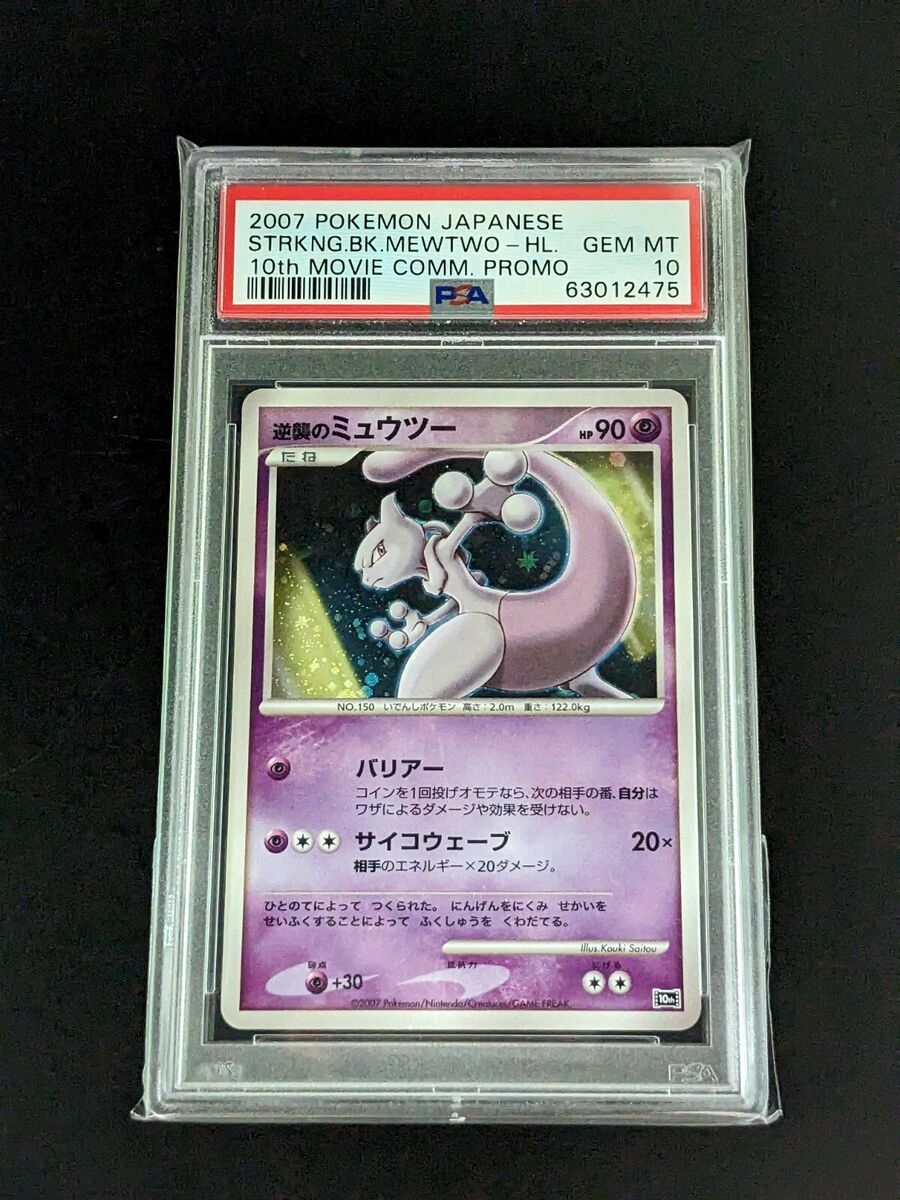 2007 POKEMON JAPANESE
STRKNG.BK.MEWTWO-HL. GEM MT
10th MOVIE COMM. PROMO 10
PSA 63012475
逆襲のミュウツー HP90
たね
NO.150 いでんしポケモン 高さ:2.0m 重さ:122.0kg
バリアー
コインを1回投げオモテなら、次の相手の番、自分は
ワザによるダメージや効果を受けない。
サイコウェーブ 20×
相手のエネルギー×20ダメージ。
ひとのてによって つくられた。 にんげんをにくみ せかいを
せいふくすることによって ふくしゅうを くわだてる。
Illus.Kouki Saitou
弱点 抵抗力 にげる
+30
©2007 Pokémon/Nintendo/Creatures/GAME FREAK.
10th
PSA